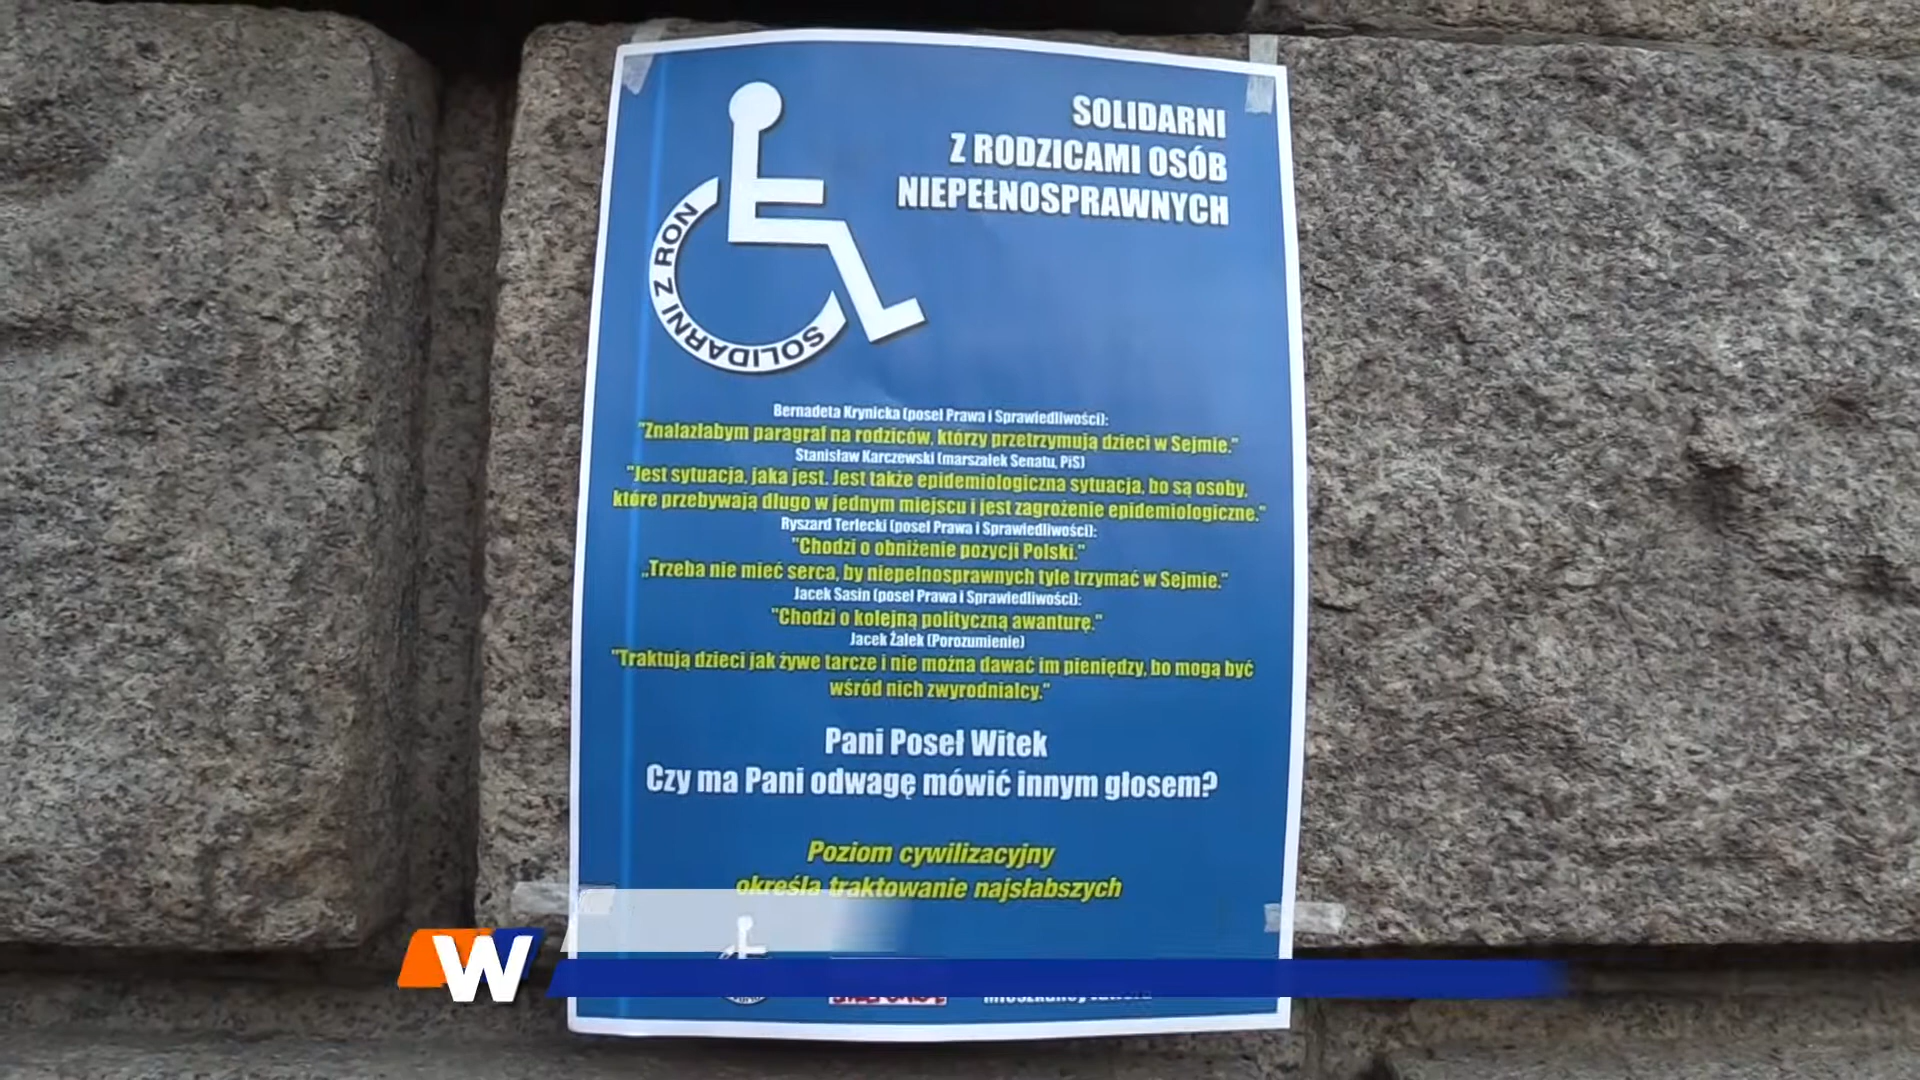 SOLIDARNI
Z RODZICAMI OSÓB
NIEPEŁNOSPRAWNYCH
SOLIDARNI Z RON
Bernadeta Krynicka (poseł Prawa i Sprawiedliwości):
"Znalazłabym paragraf na rodziców, którzy przetrzymują dzieci w Sejmie."
Stanisław Karczewski (marszałek Senatu, PiS)
"Jest sytuacja, jaka jest. Jest także epidemiologiczna sytuacja, bo są osoby,
które przebywają długo w jednym miejscu i jest zagrożenie epidemiologiczne."
Ryszard Terlecki (poseł Prawa i Sprawiedliwości):
"Chodzi o obniżenie pozycji Polski."
„Trzeba nie mieć serca, by niepełnosprawnych tyle trzymać w Sejmie."
Jacek Sasin (poseł Prawa i Sprawiedliwości):
"Chodzi o kolejną polityczną awanturę."
Jacek Żalek (Porozumienie)
"Traktują dzieci jak żywe tarcze i nie można dawać im pieniędzy, bo mogą być
wśród nich zwyrodnialcy."
Pani Poseł Witek
Czy ma Pani odwagę mówić innym głosem?
Poziom cywilizacyjny
określa traktowanie najsłabszych
W